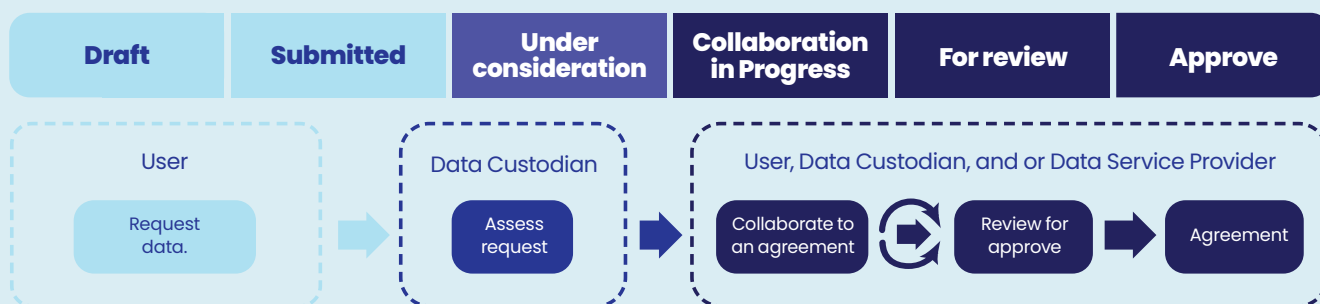 Draft
Submitted
Under
consideration
Collaboration
in Progress
For review
Approve
User
Request
data.
Data Custodian
Assess
request
User, Data Custodian, and or Data Service Provider
Collaborate to
an agreement
Review for
approve
Agreement